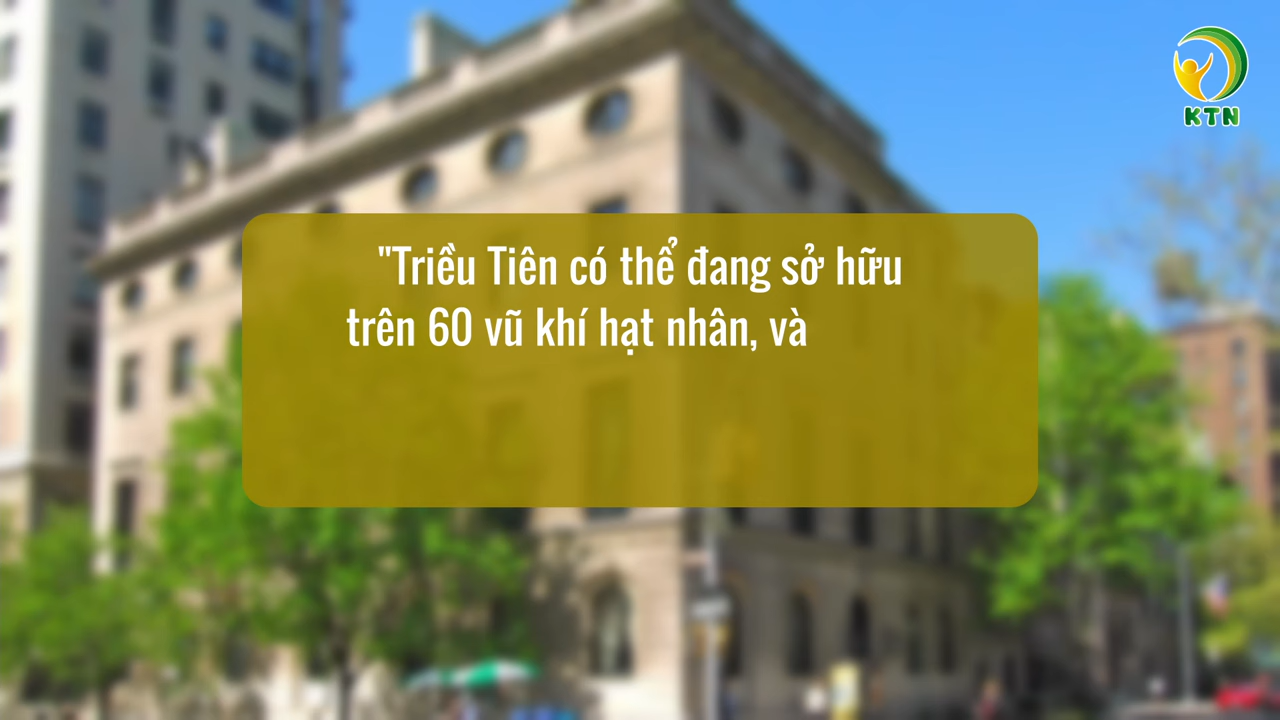 KTN
"Triều Tiên có thể đang sở hữu
trên 60 vũ khí hạt nhân, và